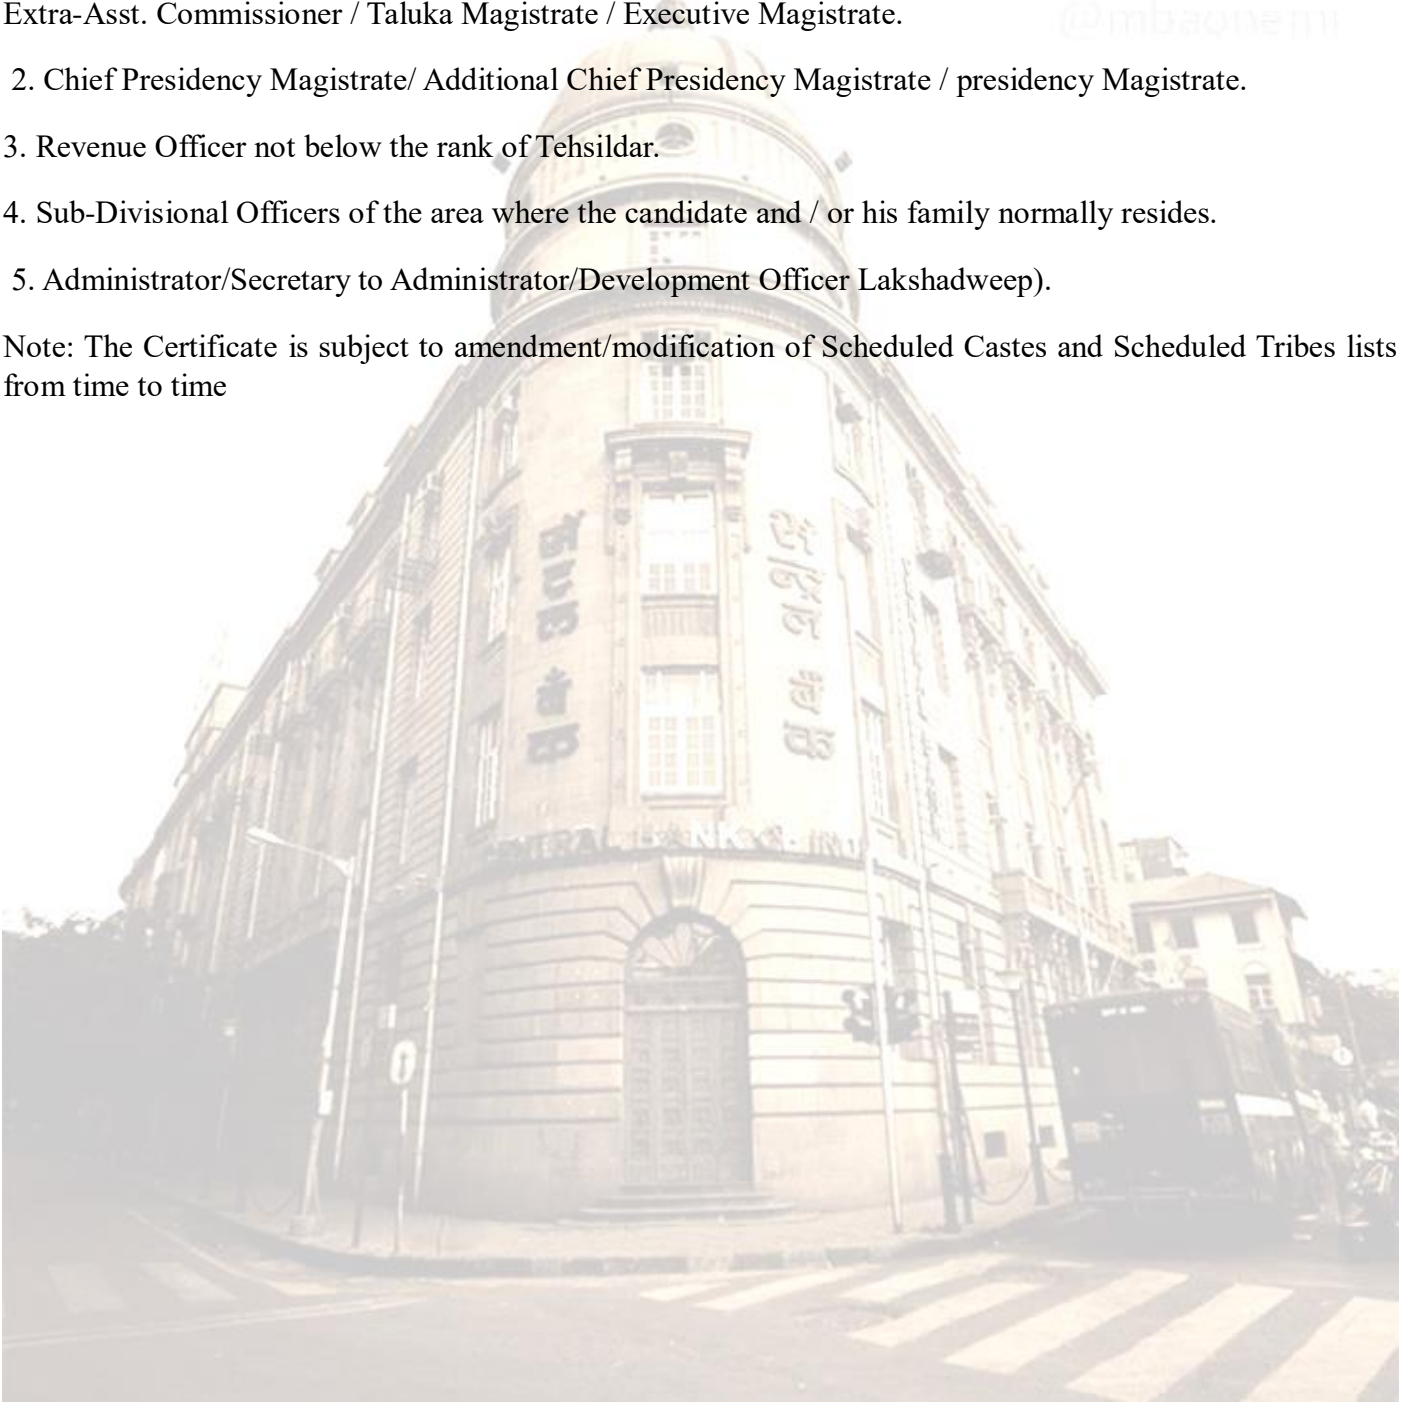 Extra-Asst. Commissioner / Taluka Magistrate / Executive Magistrate.
@mbaonemi
2. Chief Presidency Magistrate/ Additional Chief Presidency Magistrate / presidency Magistrate.
3. Revenue Officer not below the rank of Tehsildar.
4. Sub-Divisional Officers of the area where the candidate and / or his family normally resides.
5. Administrator/Secretary to Administrator/Development Officer Lakshadweep).
Note: The Certificate is subject to amendment/modification of Scheduled Castes and Scheduled Tribes lists
from time to time